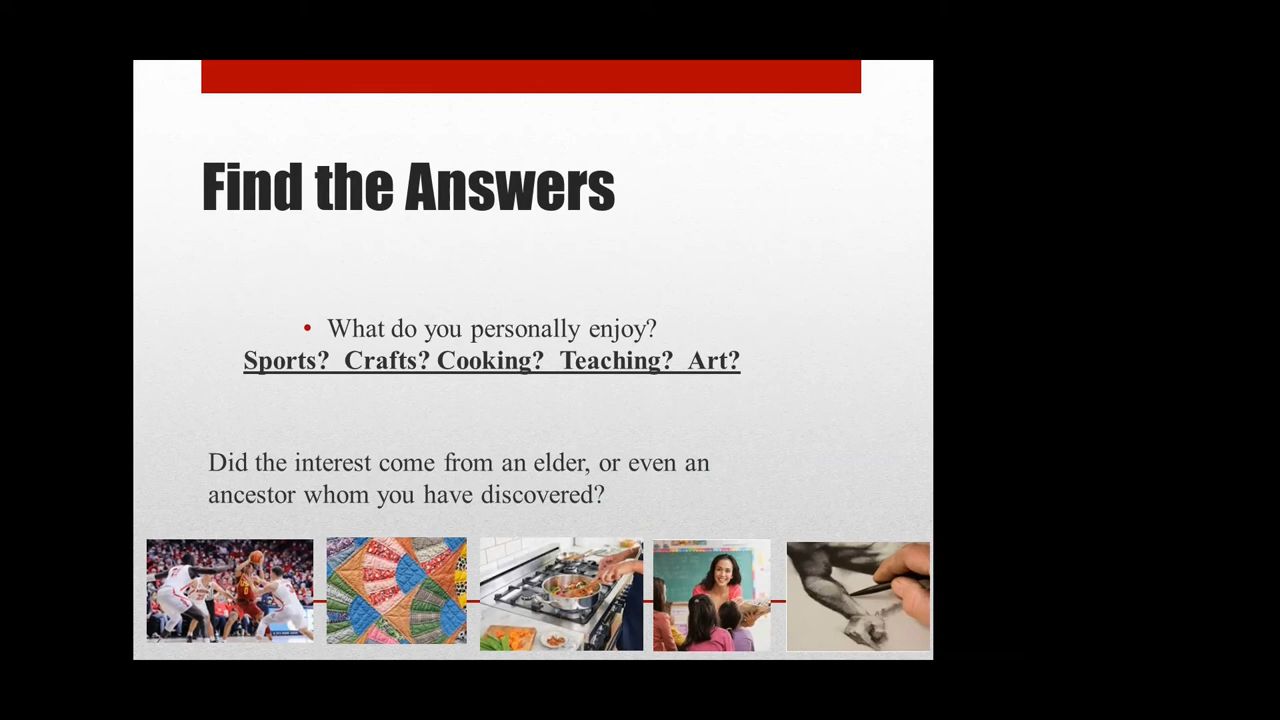 Find the Answers
• What do you personally enjoy?
Sports? Crafts? Cooking? Teaching? Art?
Did the interest come from an elder, or even an
ancestor whom you have discovered?